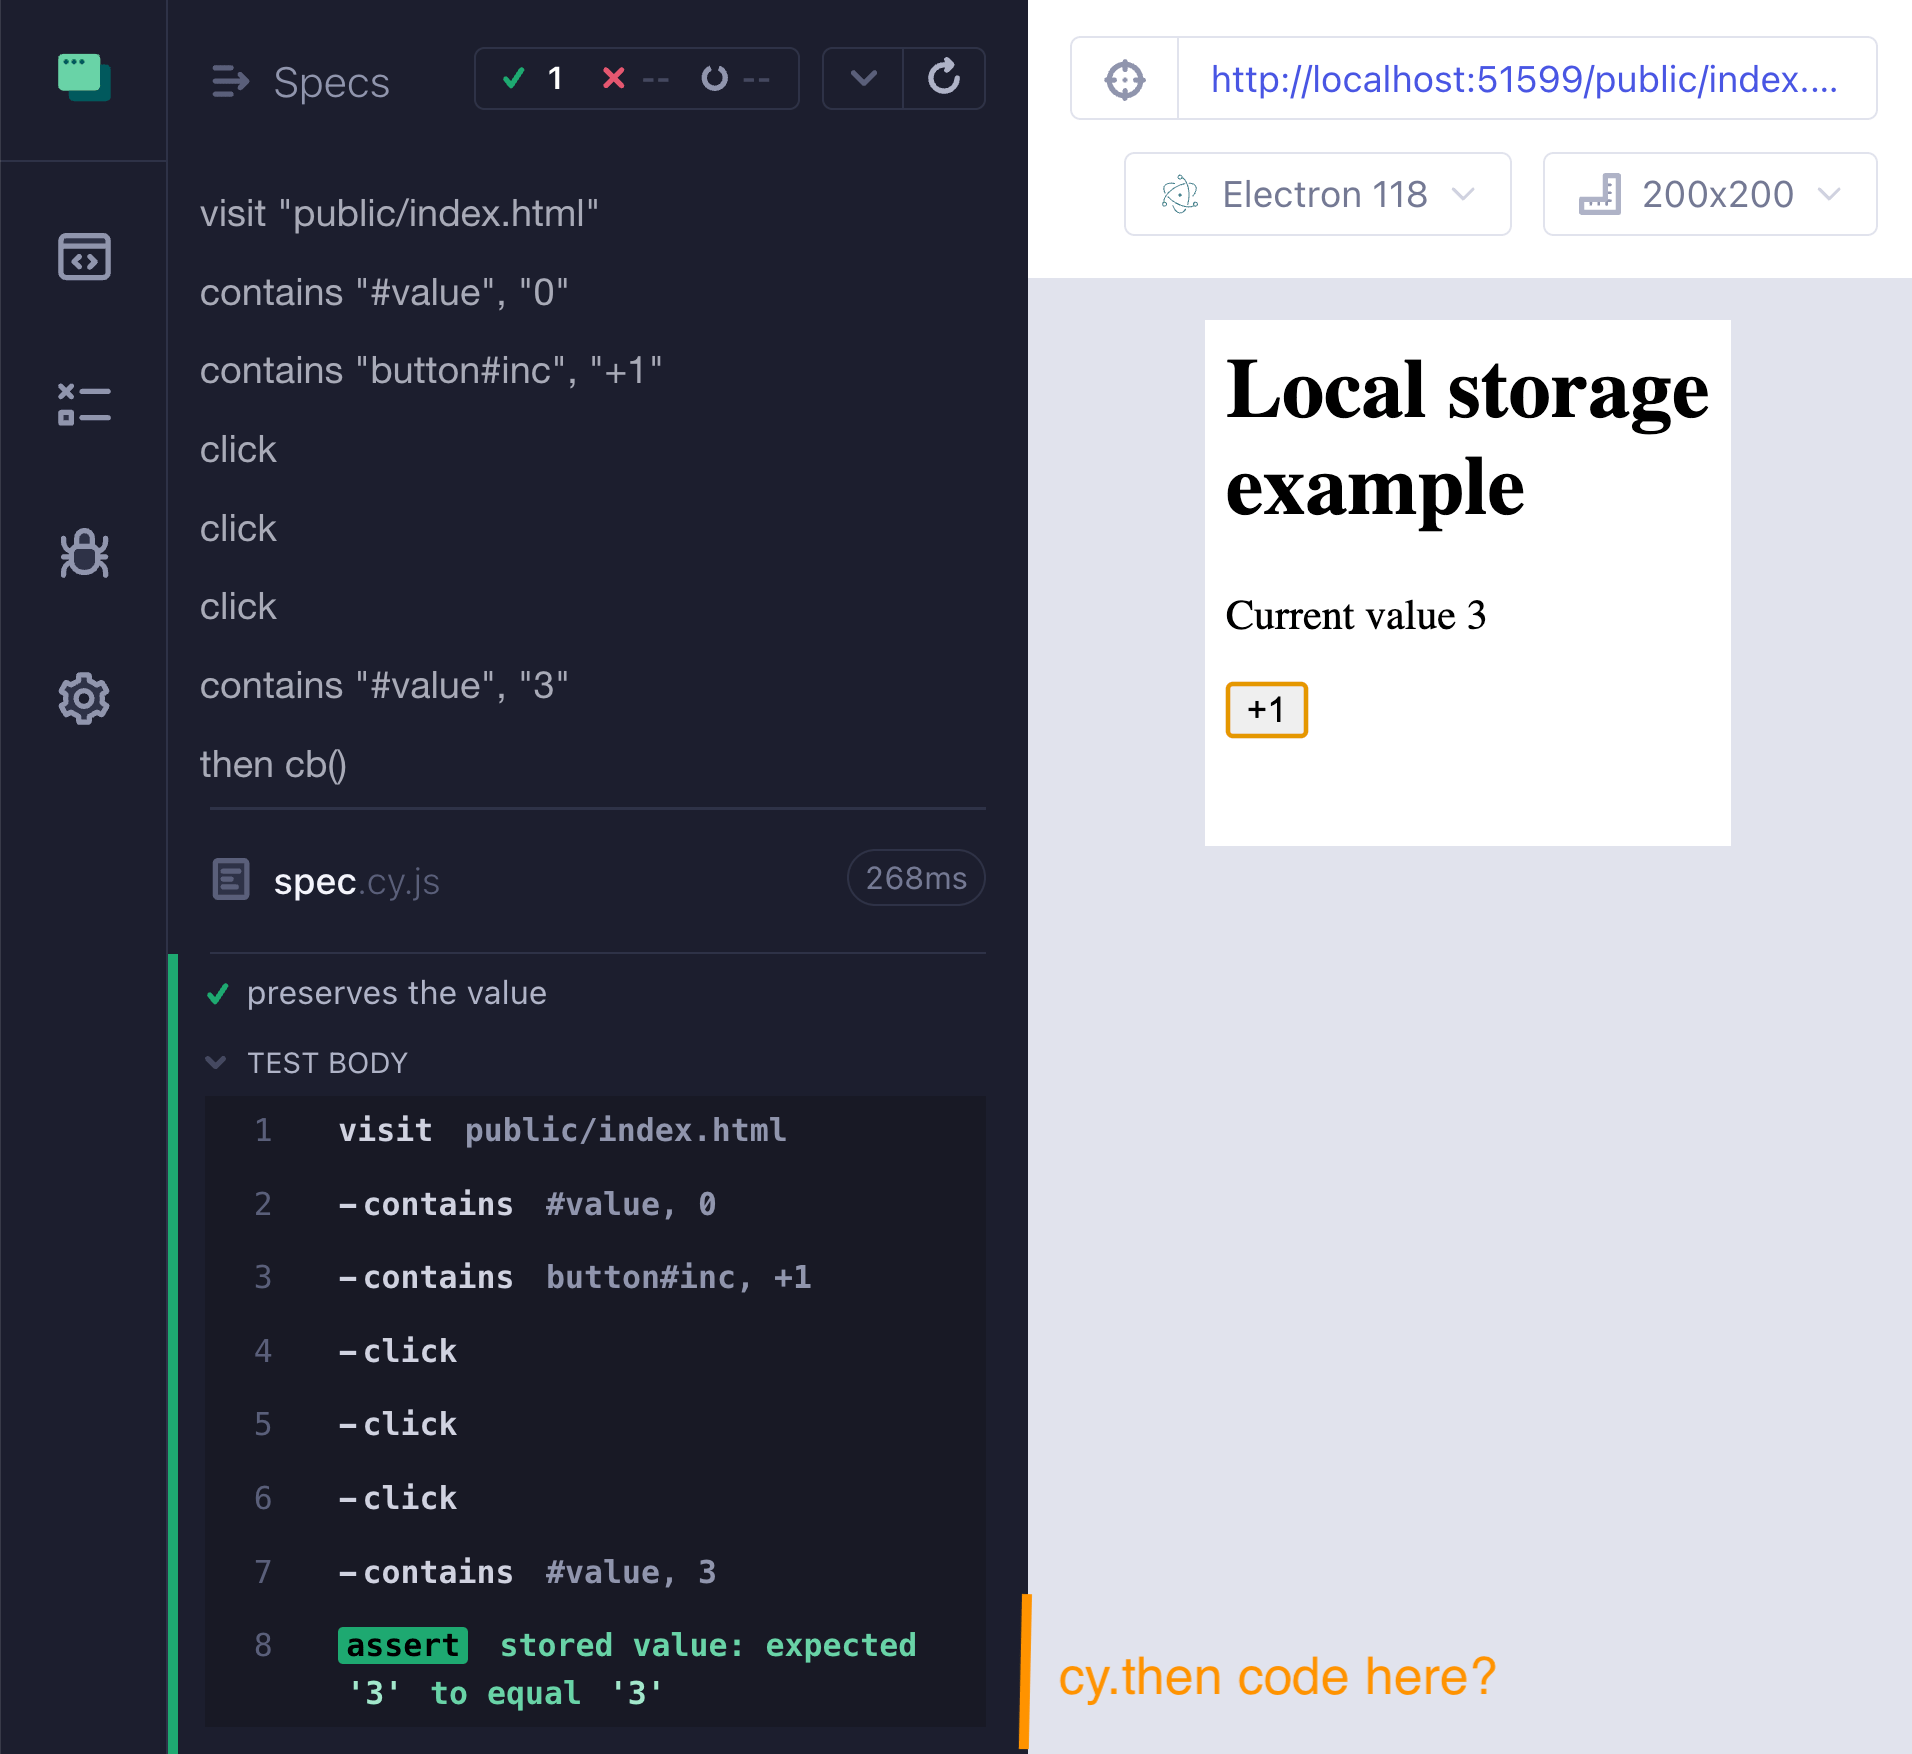 Specs
1 -- --
visit "public/index.html"
contains "#value", "0"
contains "button#inc", "+1"
click
click
click
contains "#value", "3"
then cb()
spec.cy.js
268ms
preserves the value
TEST BODY
1 visit public/index.html
2 -contains #value, 0
3 -contains button#inc, +1
4 -click
5 -click
6 -click
7 -contains #value, 3
8 assert stored value: expected
'3' to equal '3'
http://localhost:51599/public/index....
Electron 118
200x200
Local storage
example
Current value 3
+1
cy.then code here?